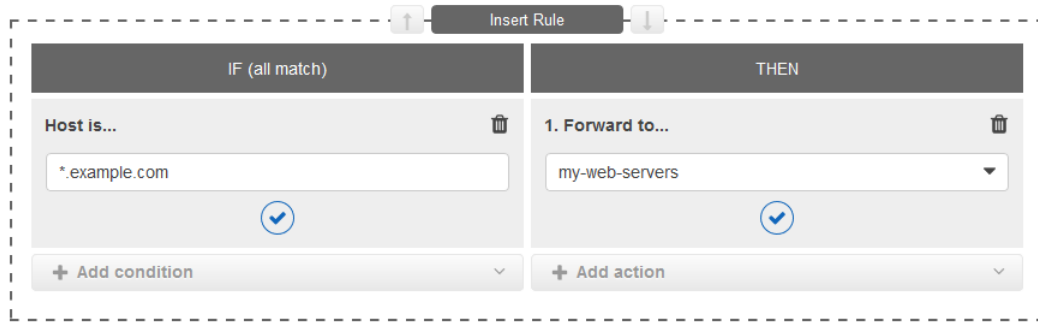 Insert Rule
IF (all match)
THEN
Host is...
1. Forward to...
*.example.com
my-web-servers
Add condition
Add action